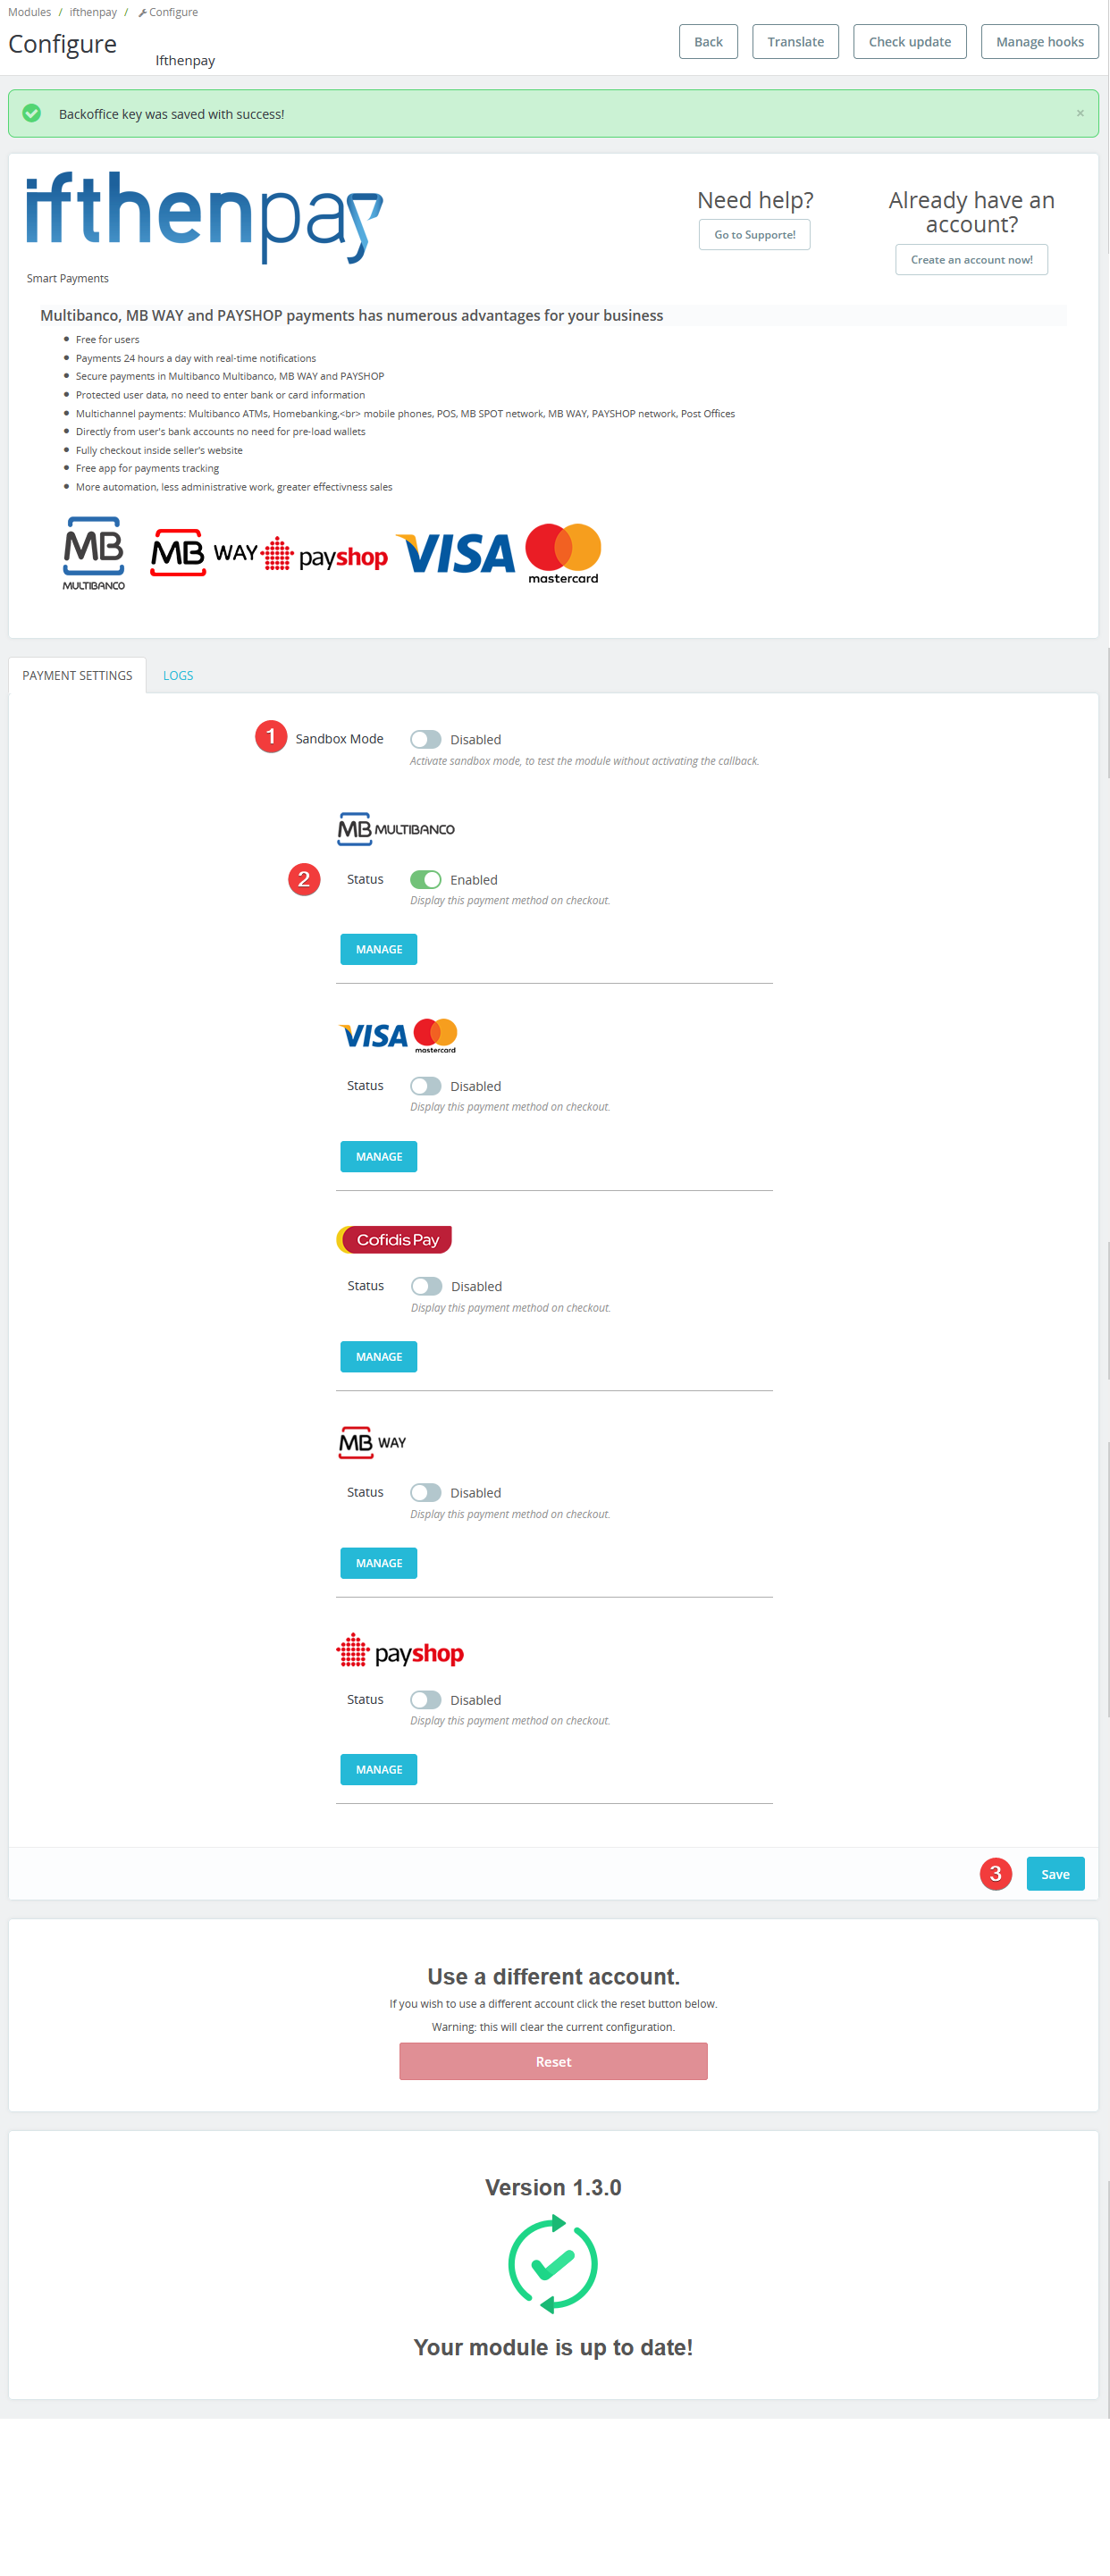 Modules / ifthenpay / Configure
Configure
Ifthenpay
Back
Translate
Check update
Manage hooks
Backoffice key was saved with success!
×
ifthenpay
Smart Payments
Need help?
Go to Supporte!
Already have an
account?
Create an account now!
Multibanco, MB WAY and PAYSHOP payments has numerous advantages for your business
• Free for users
• Payments 24 hours a day with real-time notifications
• Secure payments in Multibanco Multibanco, MB WAY and PAYSHOP
• Protected user data, no need to enter bank or card information
• Multichannel payments: Multibanco ATMs, Homebanking,<br> mobile phones, POS, MB SPOT network, MB WAY, PAYSHOP network, Post Offices
• Directly from user's bank accounts no need for pre-load wallets
• Fully checkout inside seller's website
• Free app for payments tracking
• More automation, less administrative work, greater effectivness sales
MB
MULTIBANCO
MB WAY
payshop
VISA
mastercard
PAYMENT SETTINGS
LOGS
1 Sandbox Mode Disabled
Activate sandbox mode, to test the module without activating the callback.
MB MULTIBANCO
2 Status Enabled
Display this payment method on checkout.
MANAGE
VISA mastercard
Status Disabled
Display this payment method on checkout.
MANAGE
Cofidis Pay
Status Disabled
Display this payment method on checkout.
MANAGE
MB WAY
Status Disabled
Display this payment method on checkout.
MANAGE
payshop
Status Disabled
Display this payment method on checkout.
MANAGE
3 Save
Use a different account.
If you wish to use a different account click the reset button below.
Warning: this will clear the current configuration.
Reset
Version 1.3.0
Your module is up to date!